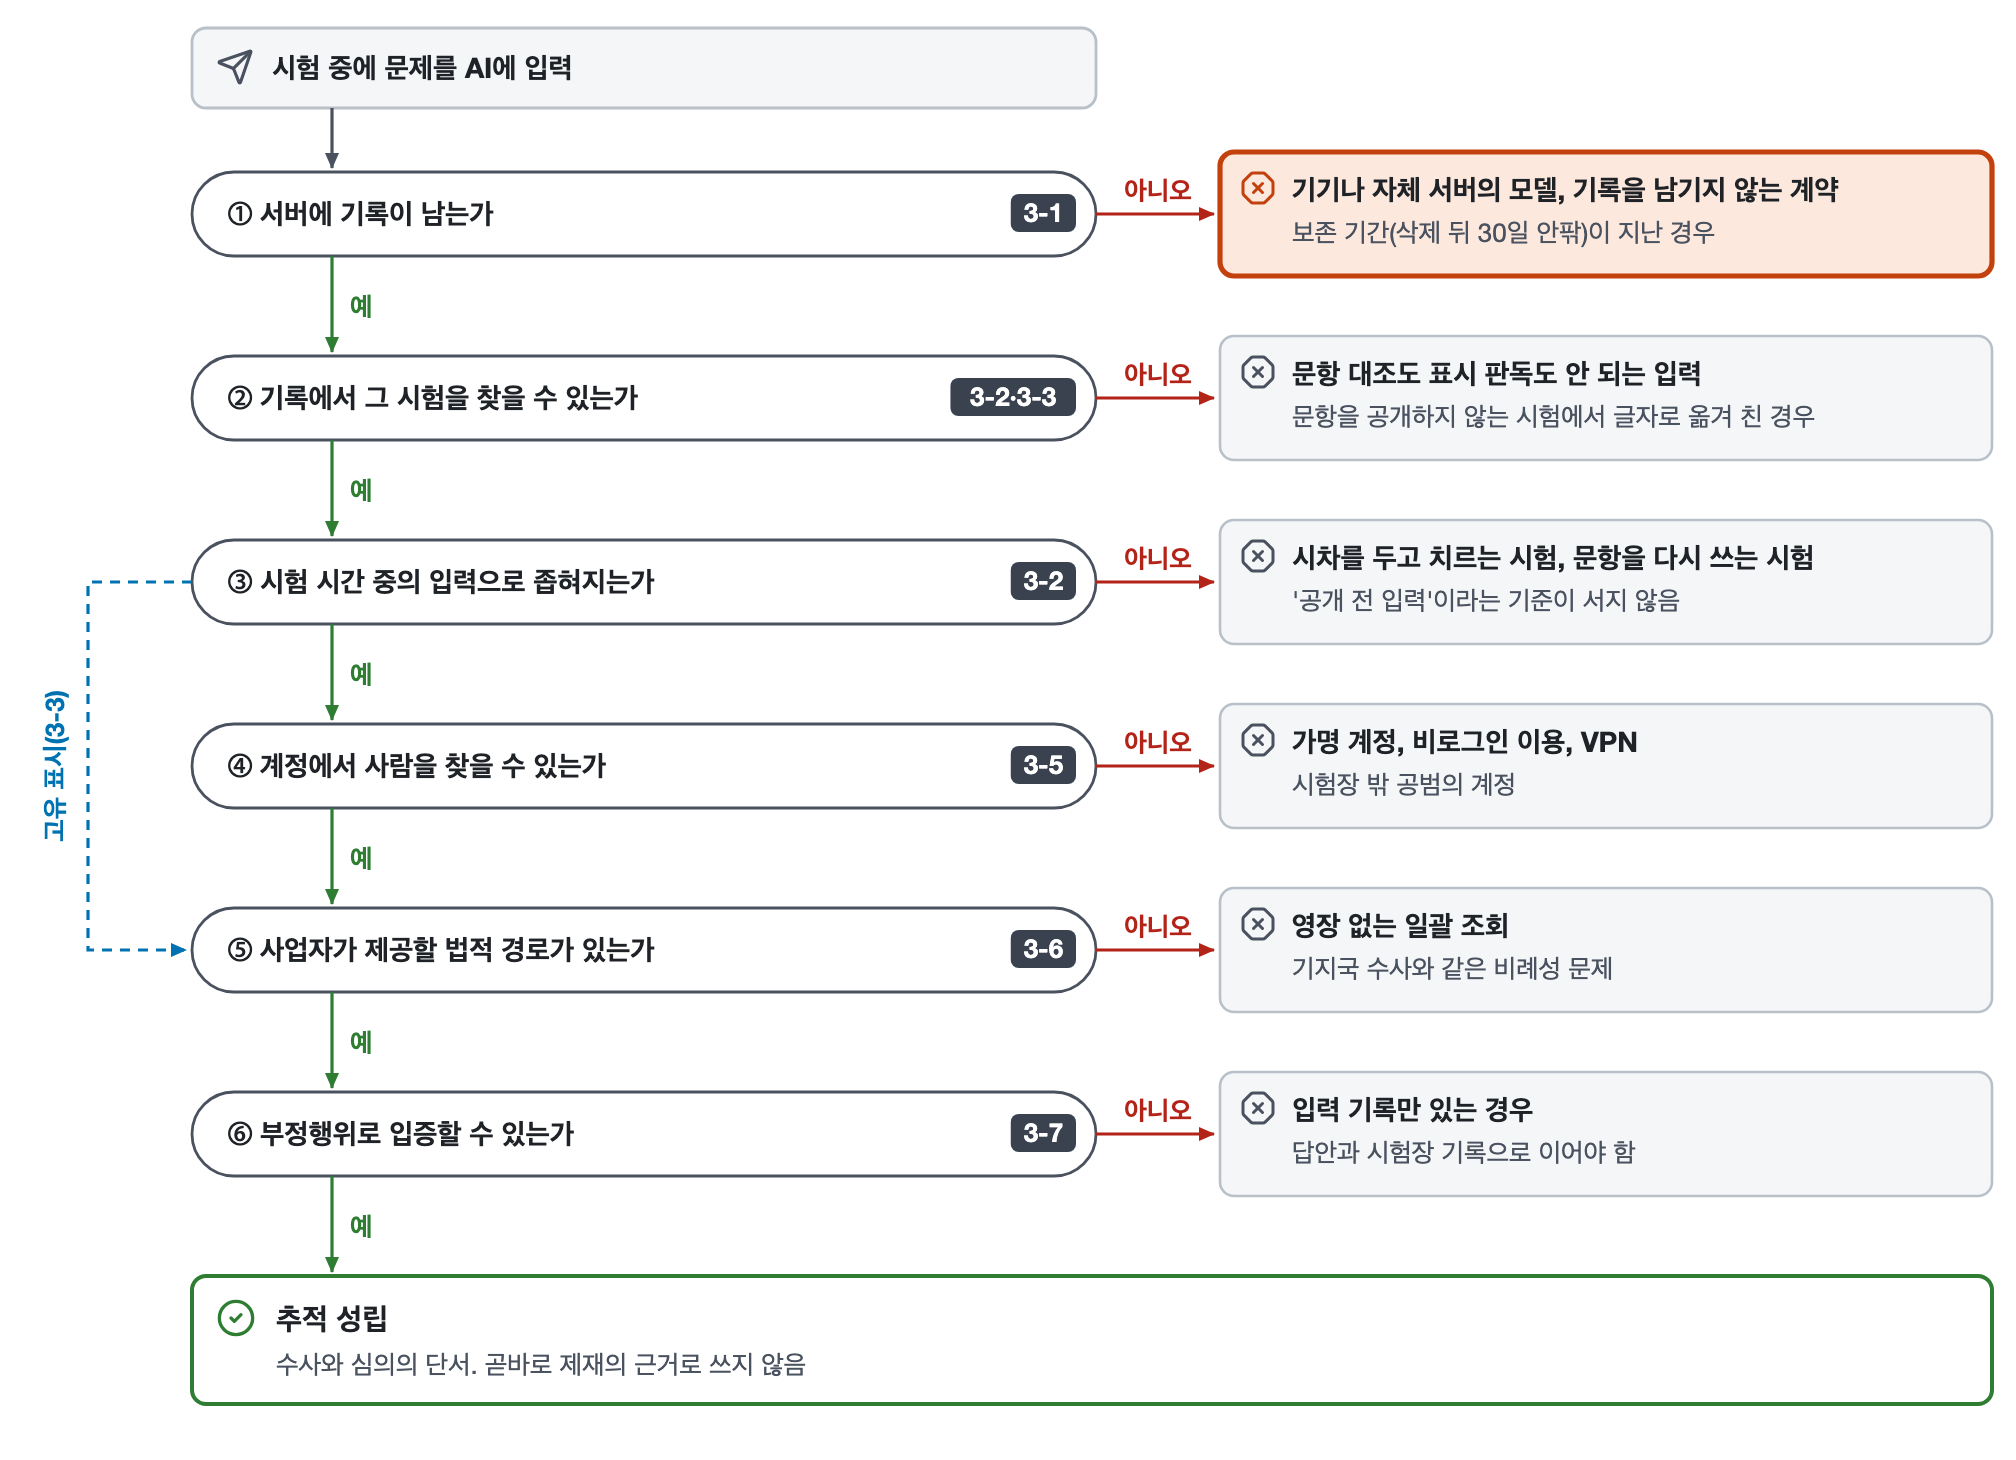 시험 중에 문제를 AI에 입력
① 서버에 기록이 남는가
3-1
아니오
기기나 자체 서버의 모델, 기록을 남기지 않는 계약
보존 기간(삭제 뒤 30일 안팎)이 지난 경우
예
② 기록에서 그 시험을 찾을 수 있는가
3-2·3-3
아니오
문항 대조도 표시 판독도 안 되는 입력
문항을 공개하지 않는 시험에서 글자로 옮겨 친 경우
예
③ 시험 시간 중의 입력으로 좁혀지는가
3-2
아니오
시차를 두고 치르는 시험, 문항을 다시 쓰는 시험
'공개 전 입력'이라는 기준이 서지 않음
예
고유 표시(3-3)
④ 계정에서 사람을 찾을 수 있는가
3-5
아니오
가명 계정, 비로그인 이용, VPN
시험장 밖 공범의 계정
예
⑤ 사업자가 제공할 법적 경로가 있는가
3-6
아니오
영장 없는 일괄 조회
기지국 수사와 같은 비례성 문제
예
⑥ 부정행위로 입증할 수 있는가
3-7
아니오
입력 기록만 있는 경우
답안과 시험장 기록으로 이어야 함
예
추적 성립
수사와 심의의 단서. 곧바로 제재의 근거로 쓰지 않음